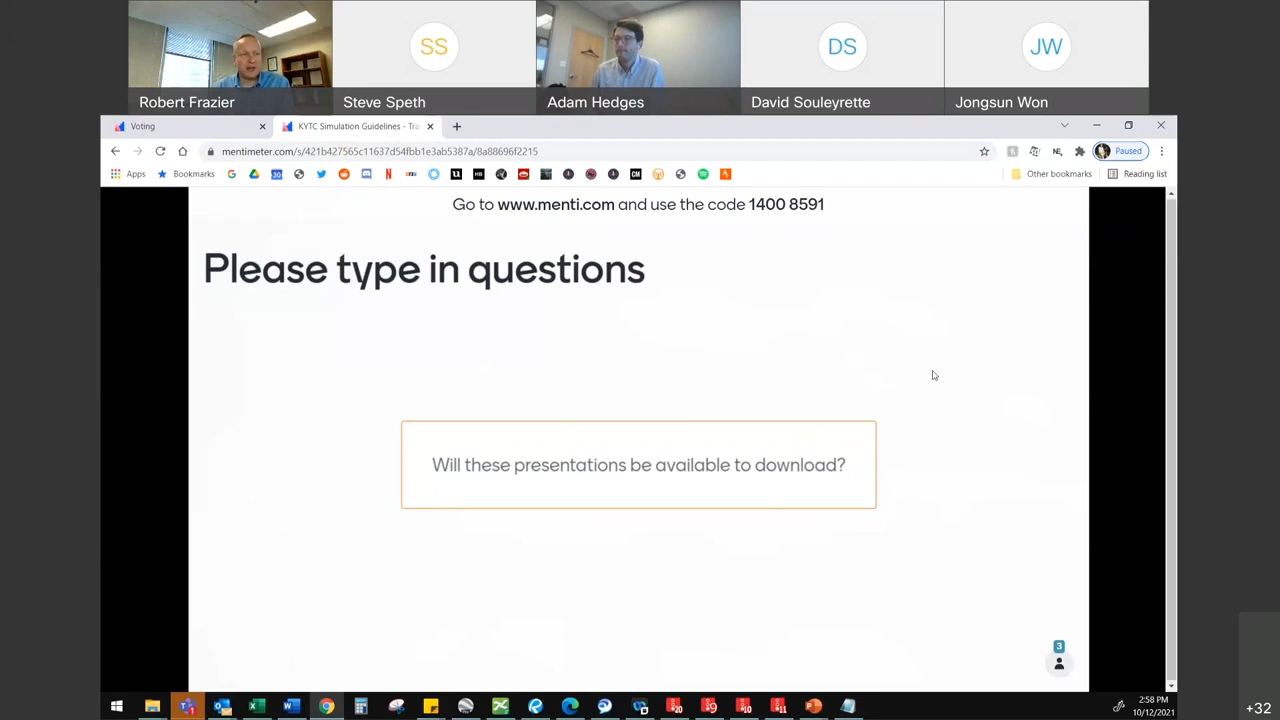 SS
DS
JW
Robert Frazier
Steve Speth
Adam Hedges
David Souleyrette
Jongsun Won
Voting
KYTC Simulation Guidelines - Tra
mentimeter.com/s/421b427565c11637d54fbb1e3ab5387a/8a88696f2215
Paused
Apps
Bookmarks
Other bookmarks
Reading list
Go to www.menti.com and use the code 1400 8591
Please type in questions
Will these presentations be available to download?
3
2:58 PM
10/12/2021
+32